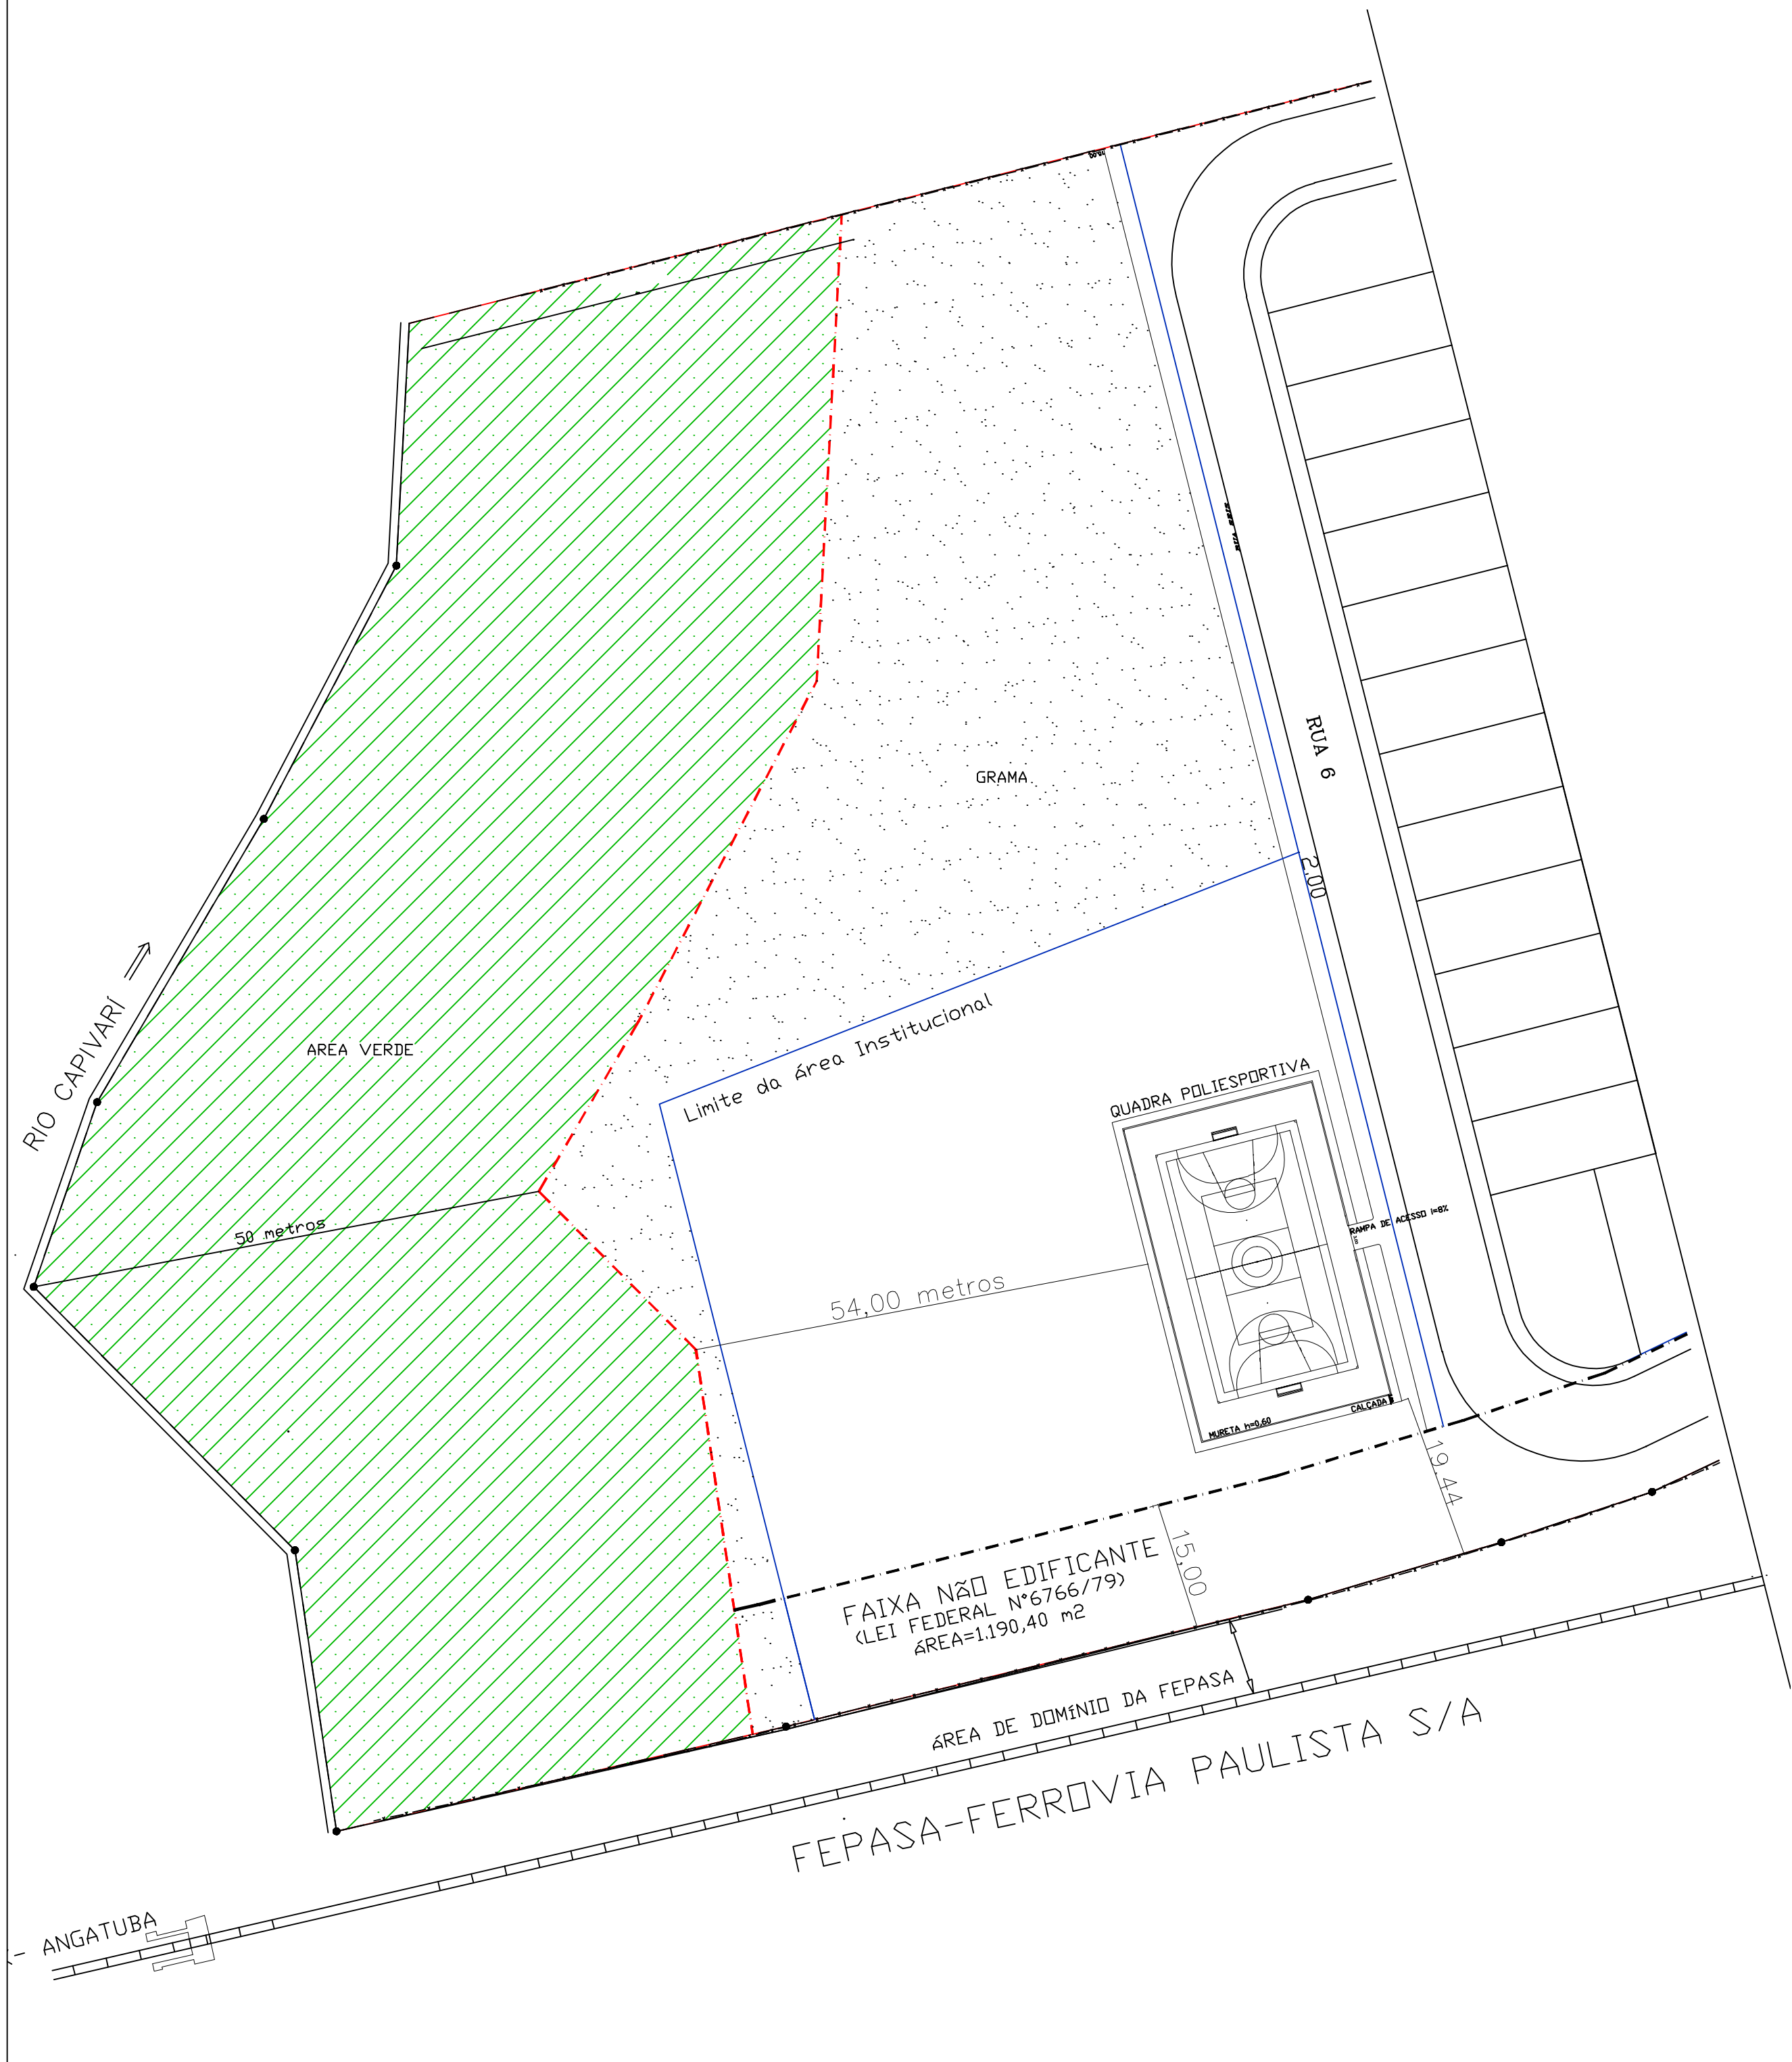 RUA 6
GRAMA
2.00
RIO CAPIVARÍ
AREA VERDE
Limite da área Institucional
QUADRA POLIESPORTIVA
50 metros
RAMPA DE ACESSO i=8%
54,00 metros
CALÇADA
MURETA h=0.60
19.44
15,00
FAIXA NÃO EDIFICANTE
(LEI FEDERAL N°6766/79)
ÁREA=1.190,40 m2
ÁREA DE DOMÍNIO DA FEPASA
FEPASA-FERROVIA PAULISTA S/A
ANGATUBA